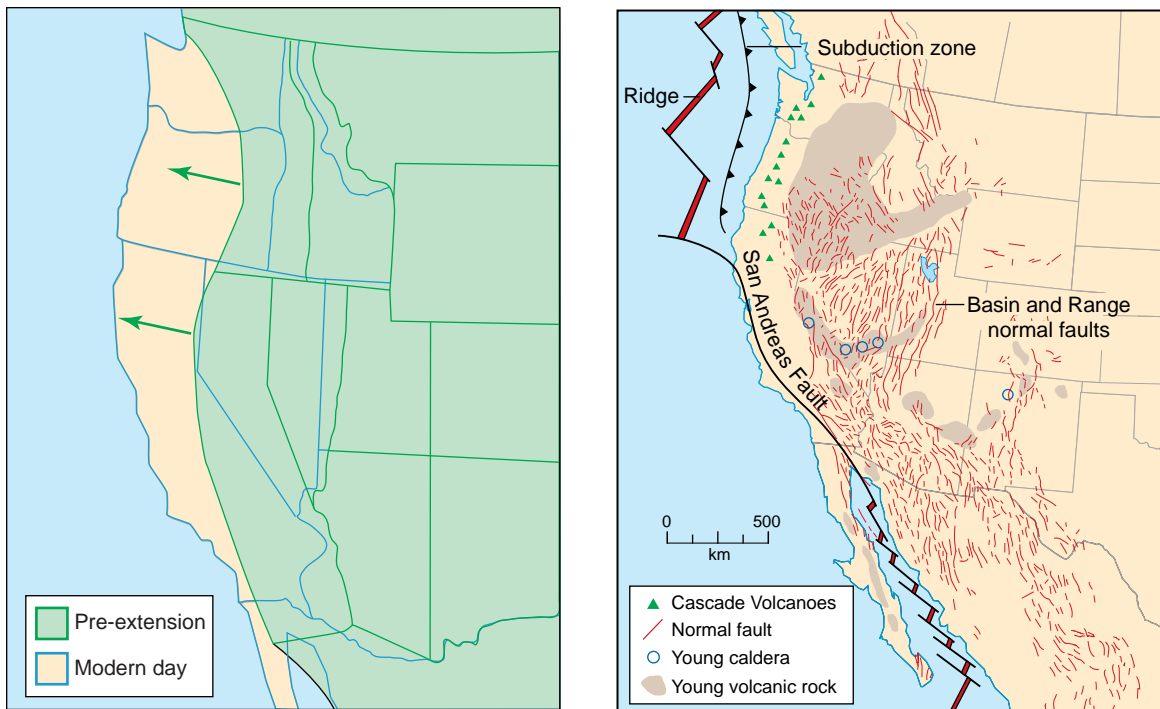 Pre-extension
Modern day
Subduction zone
Ridge
San Andreas Fault
Basin and Range
normal faults
0 500
km
Cascade Volcanoes
Normal fault
Young caldera
Young volcanic rock